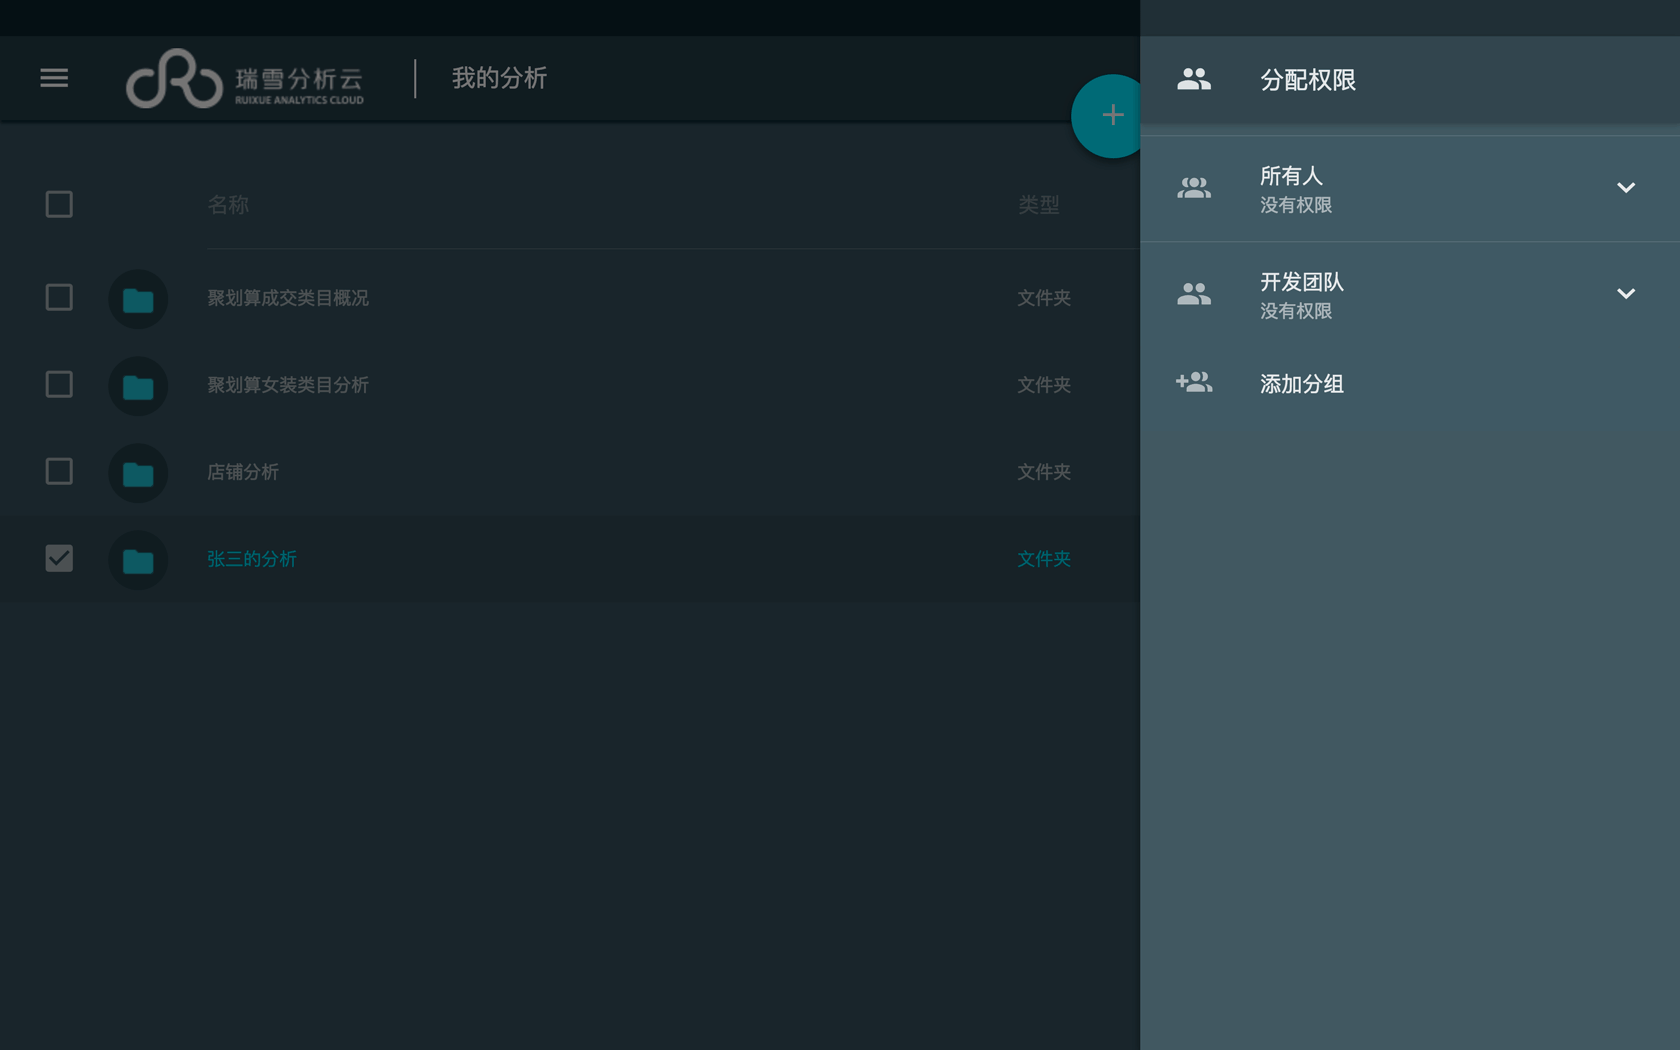 瑞雪分析云
RUIXUE ANALYTICS CLOUD
我的分析
名称
类型
聚划算成交类目概况
文件夹
聚划算女装类目分析
文件夹
店铺分析
文件夹
张三的分析
文件夹
分配权限
所有人
没有权限
开发团队
没有权限
添加分组